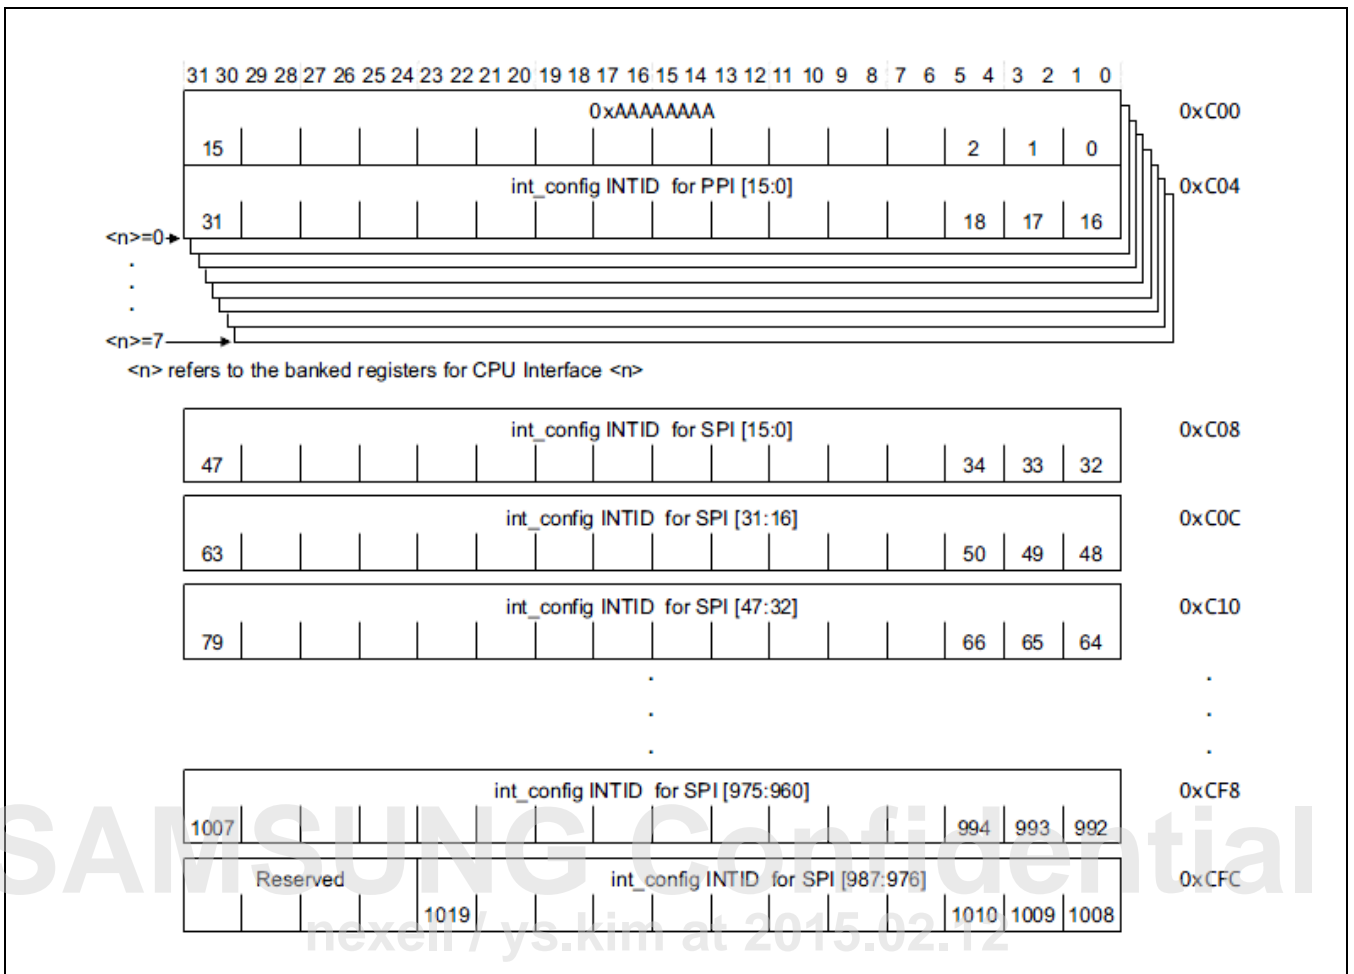 31 30 29 28 27 26 25 24 23 22 21 20 19 18 17 16 15 14 13 12 11 10 9 8 7 6 5 4 3 2 1 0
0xAAAAAAAA 0xC00
15 2 1 0
int_config INTID for PPI [15:0] 0xC04
31 18 17 16
<n>=0
.
.
.
<n>=7
<n> refers to the banked registers for CPU Interface <n>
int_config INTID for SPI [15:0] 0xC08
47 34 33 32
int_config INTID for SPI [31:16] 0xC0C
63 50 49 48
int_config INTID for SPI [47:32] 0xC10
79 66 65 64
. .
. .
. .
int_config INTID for SPI [975:960] 0xCF8
1007 994 993 992
SAMSUNG Confidential
Reserved int_config INTID for SPI [987:976] 0xCFC
1019 1010 1009 1008
nexell / ys.kim at 2015.02.12